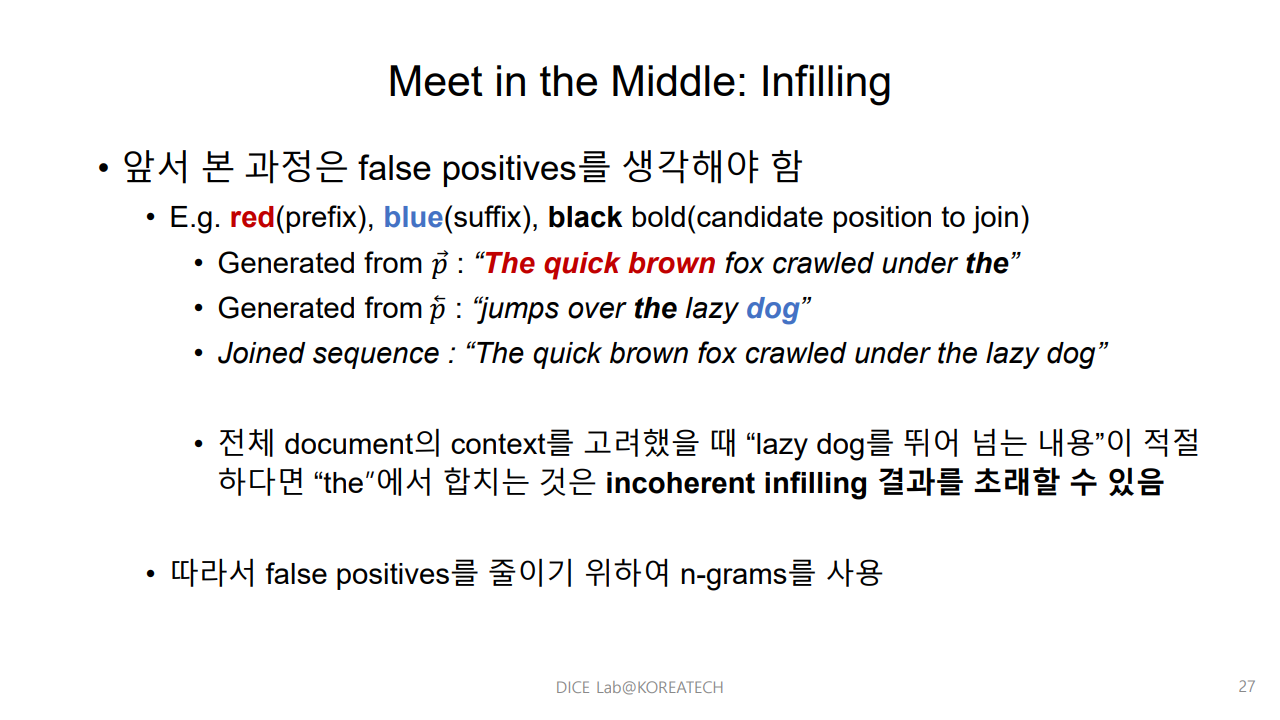 Meet in the Middle: Infilling
• 앞서 본 과정은 false positives를 생각해야 함
• E.g. red(prefix), blue(suffix), black bold(candidate position to join)
• Generated from p⃗ : “The quick brown fox crawled under the”
• Generated from p⃖ : “jumps over the lazy dog”
• Joined sequence : “The quick brown fox crawled under the lazy dog”
• 전체 document의 context를 고려했을 때 “lazy dog를 뛰어 넘는 내용”이 적절
하다면 “the”에서 합치는 것은 incoherent infilling 결과를 초래할 수 있음
• 따라서 false positives를 줄이기 위하여 n-grams를 사용
DICE Lab@KOREATECH
27